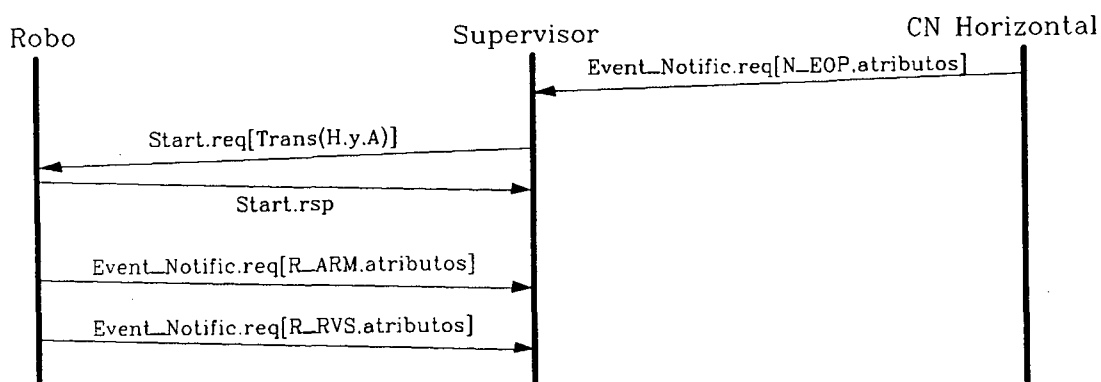 Robo
Supervisor
CN Horizontal
Event_Notific.req[N_EOP,atributos]
Start.req[Trans(H.y.A)]
Start.rsp
Event_Notific.req[R_ARM.atributos]
Event_Notific.req[R_RVS.atributos]